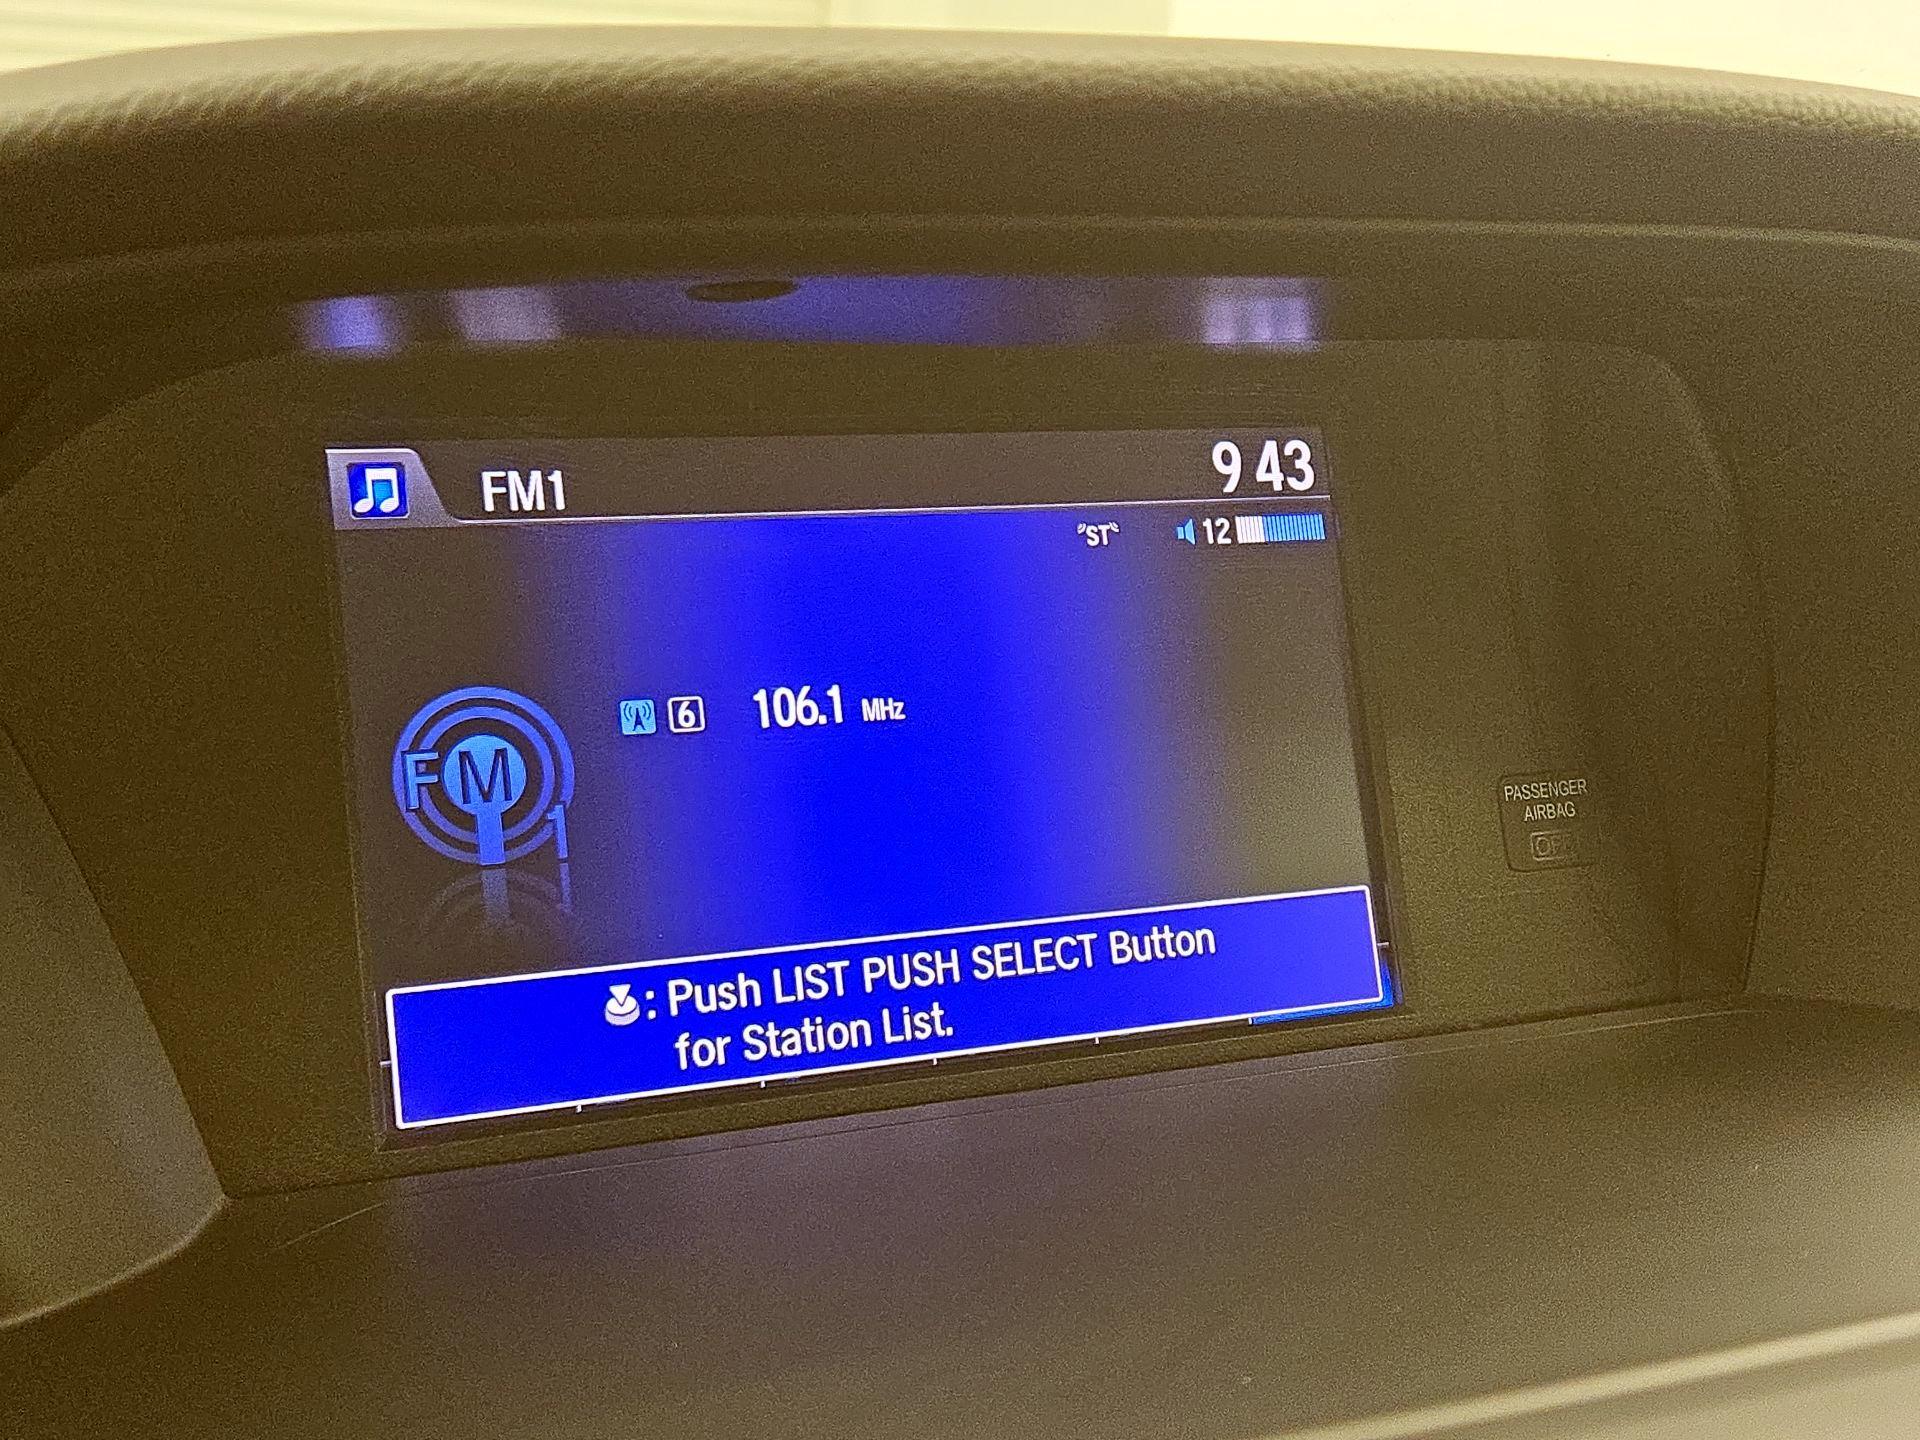 FM1
9 43
ST
12
6 106.1 MHz
FM
1
PASSENGER
AIRBAG
OFF
: Push LIST PUSH SELECT Button
for Station List.